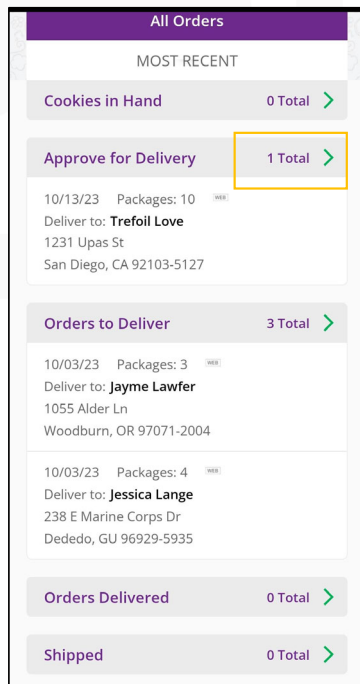 All Orders
MOST RECENT
Cookies in Hand 0 Total
Approve for Delivery 1 Total
10/13/23 Packages: 10 WEB
Deliver to: Trefoil Love
1231 Upas St
San Diego, CA 92103-5127
Orders to Deliver 3 Total
10/03/23 Packages: 3 WEB
Deliver to: Jayme Lawfer
1055 Alder Ln
Woodburn, OR 97071-2004
10/03/23 Packages: 4 WEB
Deliver to: Jessica Lange
238 E Marine Corps Dr
Dededo, GU 96929-5935
Orders Delivered 0 Total
Shipped 0 Total